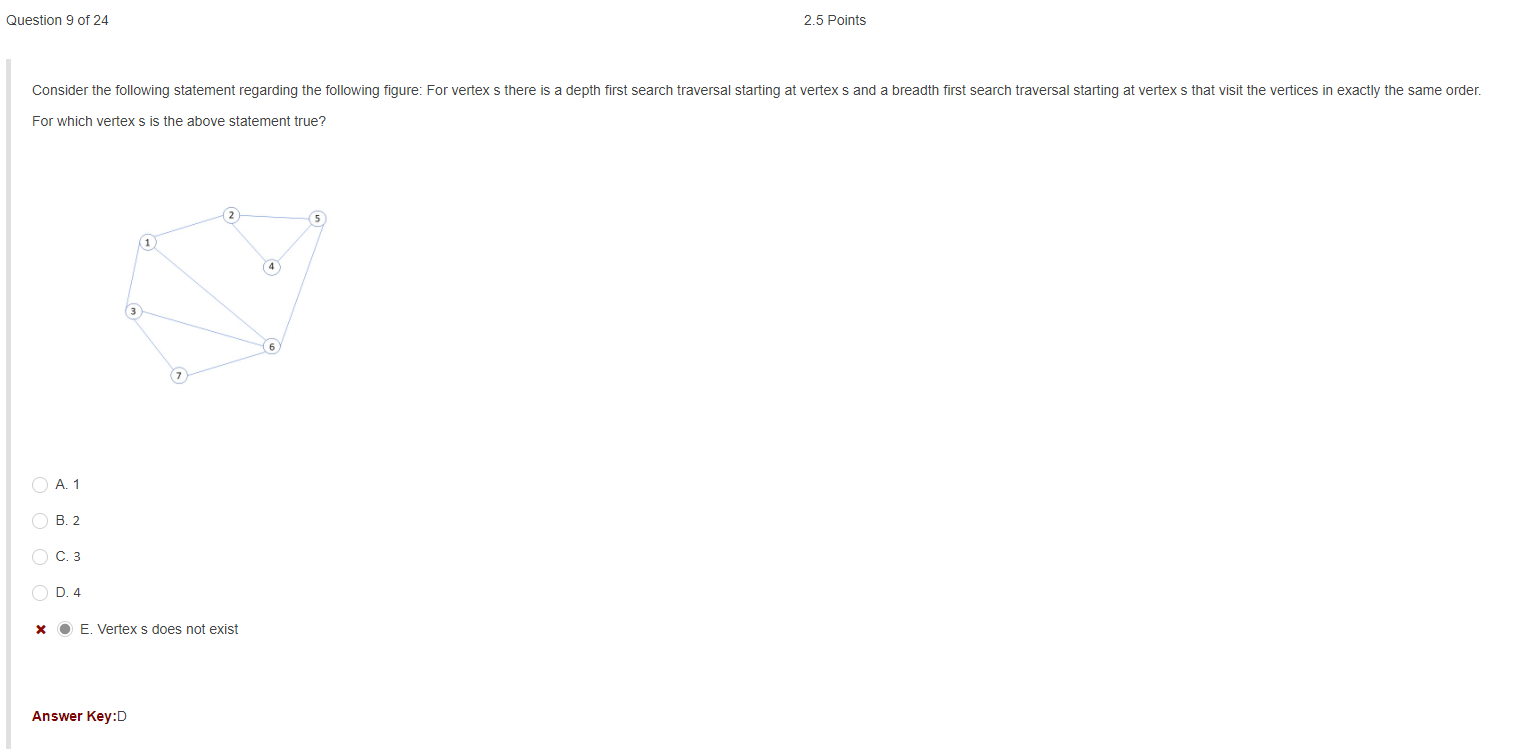 Question 9 of 24
2.5 Points
Consider the following statement regarding the following figure: For vertex s there is a depth first search traversal starting at vertex s and a breadth first search traversal starting at vertex s that visit the vertices in exactly the same order.
For which vertex s is the above statement true?
2
5
1
4
3
6
7
A. 1
B. 2
C. 3
D. 4
E. Vertex s does not exist
Answer Key:D